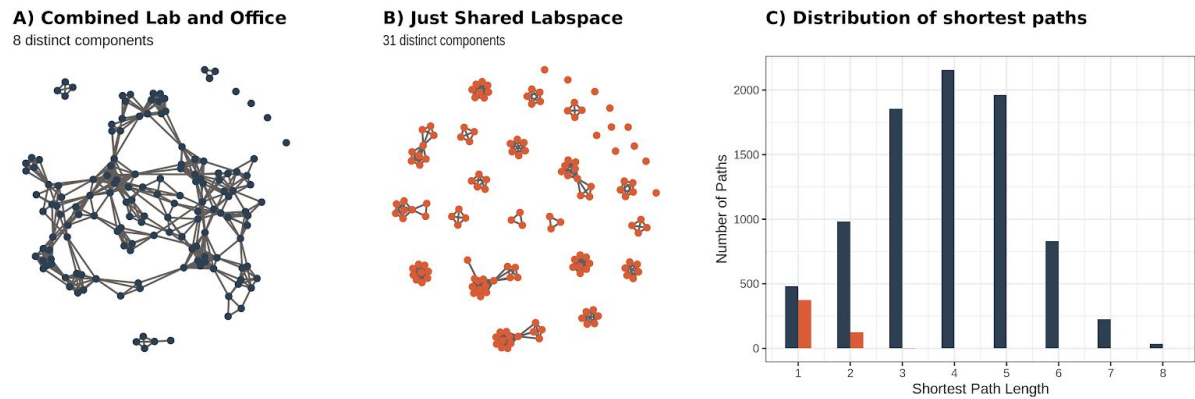 A) Combined Lab and Office
8 distinct components
B) Just Shared Labspace
31 distinct components
C) Distribution of shortest paths
Number of Paths
2000
1500
1000
500
0
1 2 3 4 5 6 7 8
Shortest Path Length